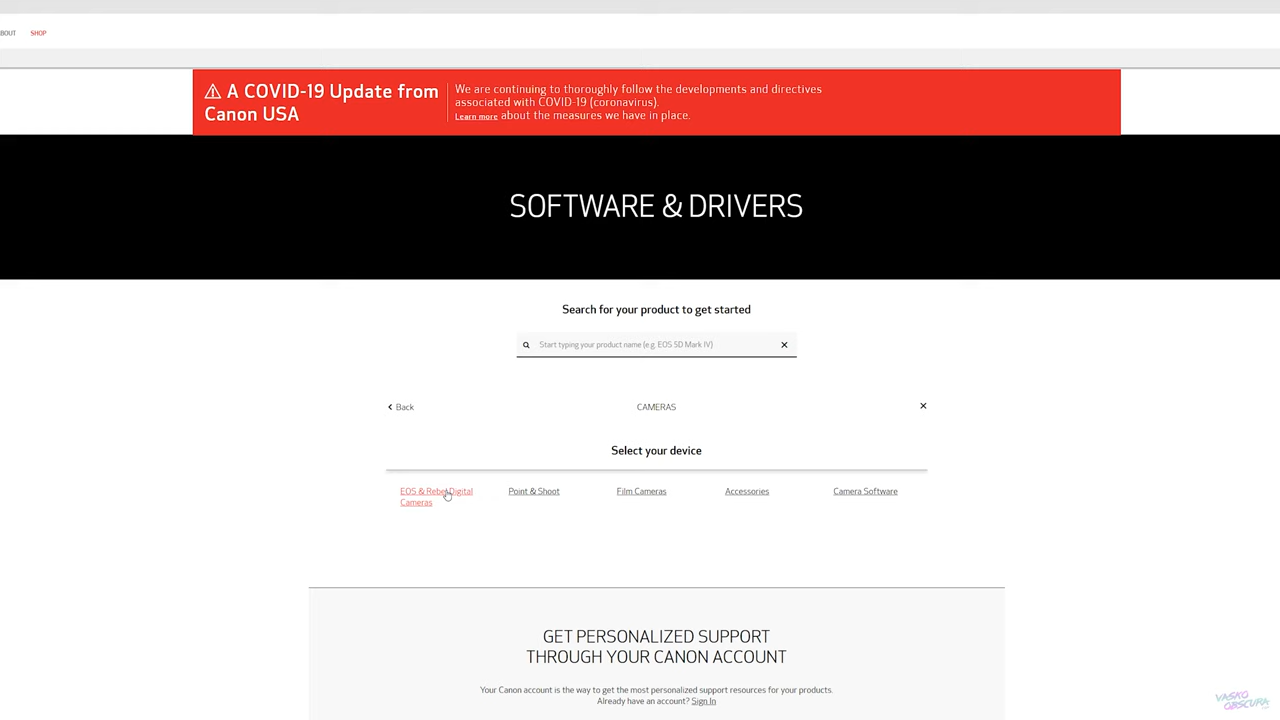 BOUT SHOP
A COVID-19 Update from
Canon USA
We are continuing to thoroughly follow the developments and directives
associated with COVID-19 (coronavirus).
Learn more about the measures we have in place.
SOFTWARE & DRIVERS
Search for your product to get started
Start typing your product name (e.g. EOS 5D Mark IV)
Back CAMERAS
Select your device
EOS & Rebel Digital
Cameras
Point & Shoot
Film Cameras
Accessories
Camera Software
GET PERSONALIZED SUPPORT
THROUGH YOUR CANON ACCOUNT
Your Canon account is the way to get the most personalized support resources for your products.
Already have an account? Sign In
VASKO
OBSCURA